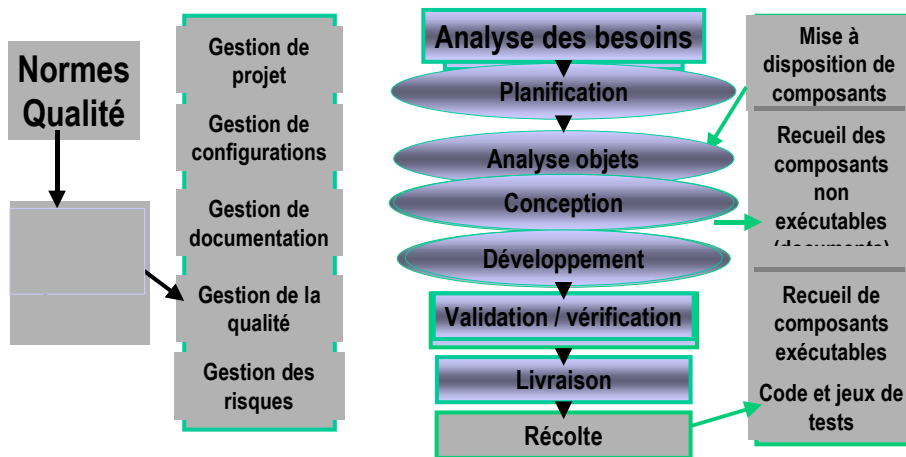 Normes
Qualité
Gestion de
projet
Gestion de
configurations
Gestion de
documentation
Gestion de la
qualité
Gestion des
risques
Analyse des besoins
Planification
Analyse objets
Conception
Développement
Validation / vérification
Livraison
Récolte
Mise à
disposition de
composants
Recueil des
composants
non
exécutables
(documents)
Recueil de
composants
exécutables
Code et jeux de
tests